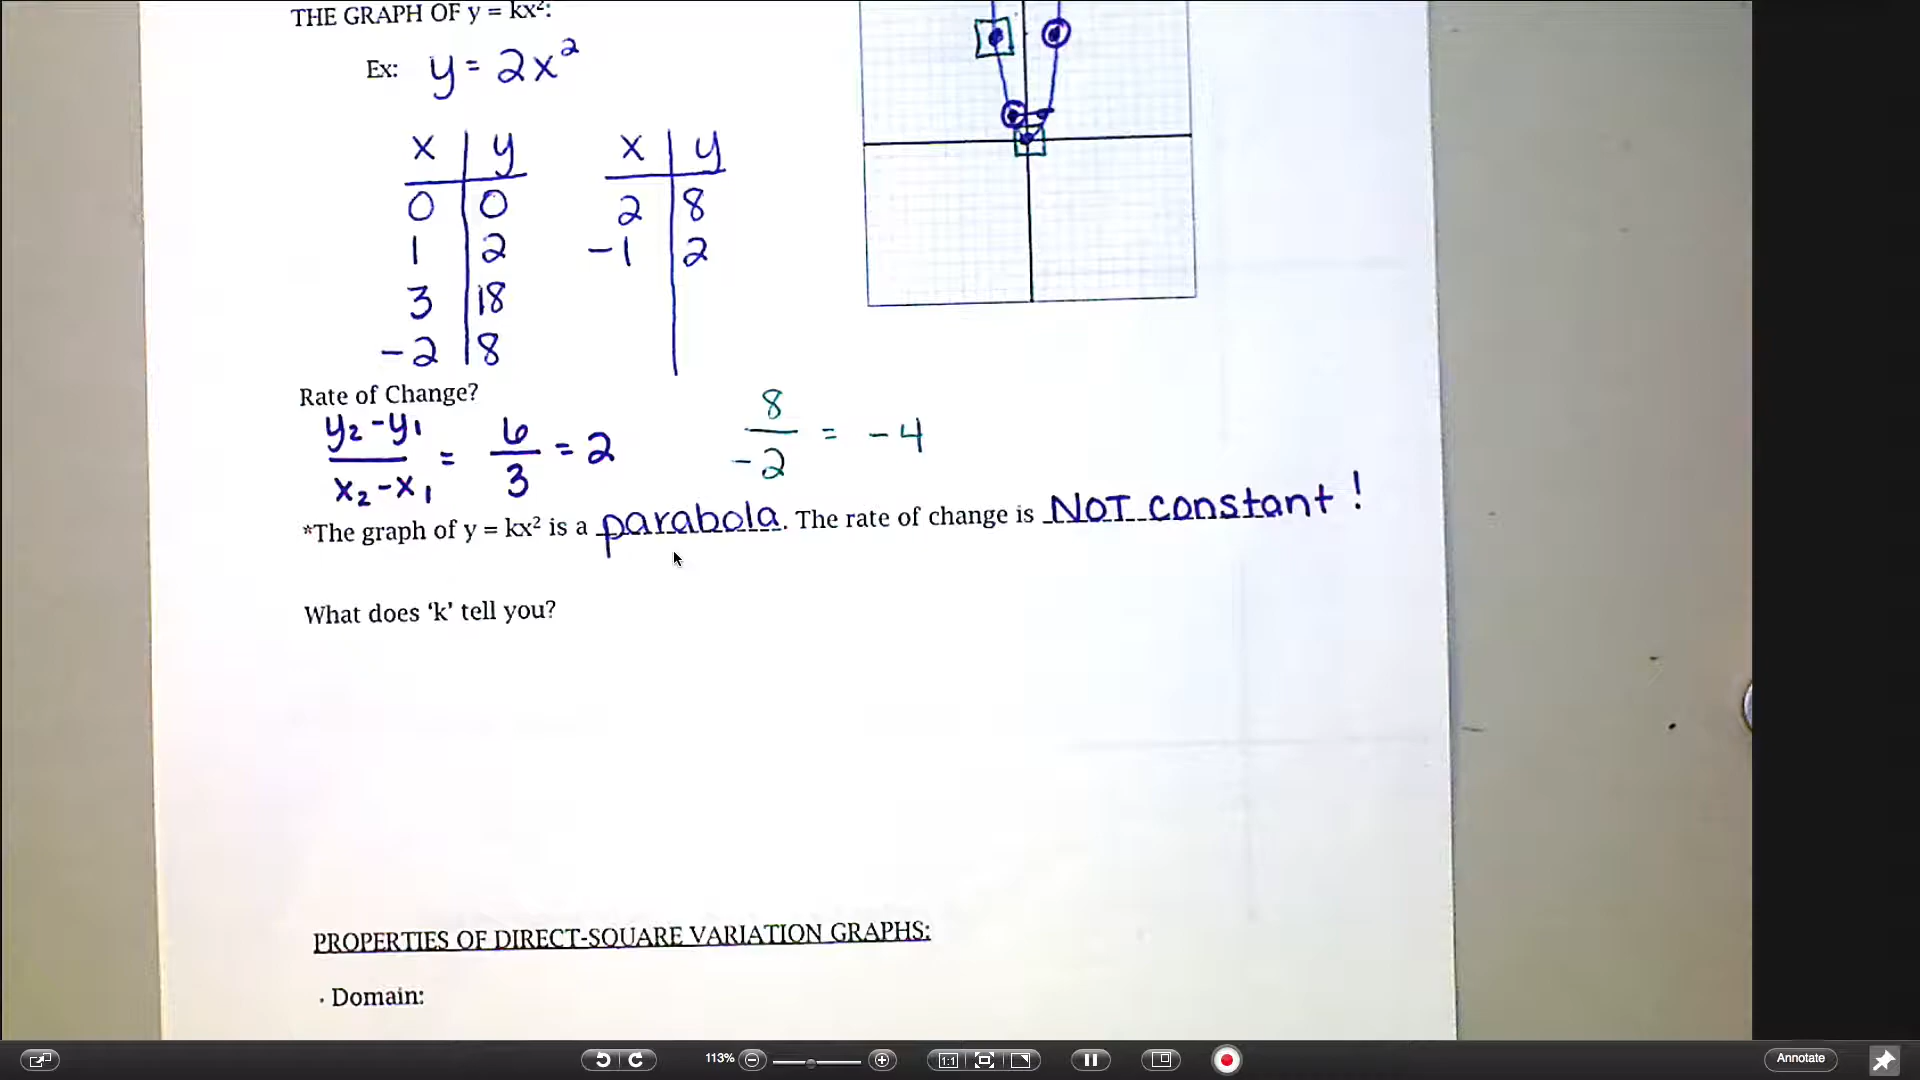 THE GRAPH OF y = kx²:
Ex: y = 2x²
x | y
0 | 0
1 | 2
3 | 18
-2 | 8
x | y
2 | 8
-1 | 2
Rate of Change?
y₂-y₁ / x₂-x₁ = 6/3 = 2
8/-2 = -4
*The graph of y = kx² is a parabola. The rate of change is NOT constant!
What does ‘k’ tell you?
PROPERTIES OF DIRECT-SQUARE VARIATION GRAPHS:
· Domain:
113%
1:1
Annotate